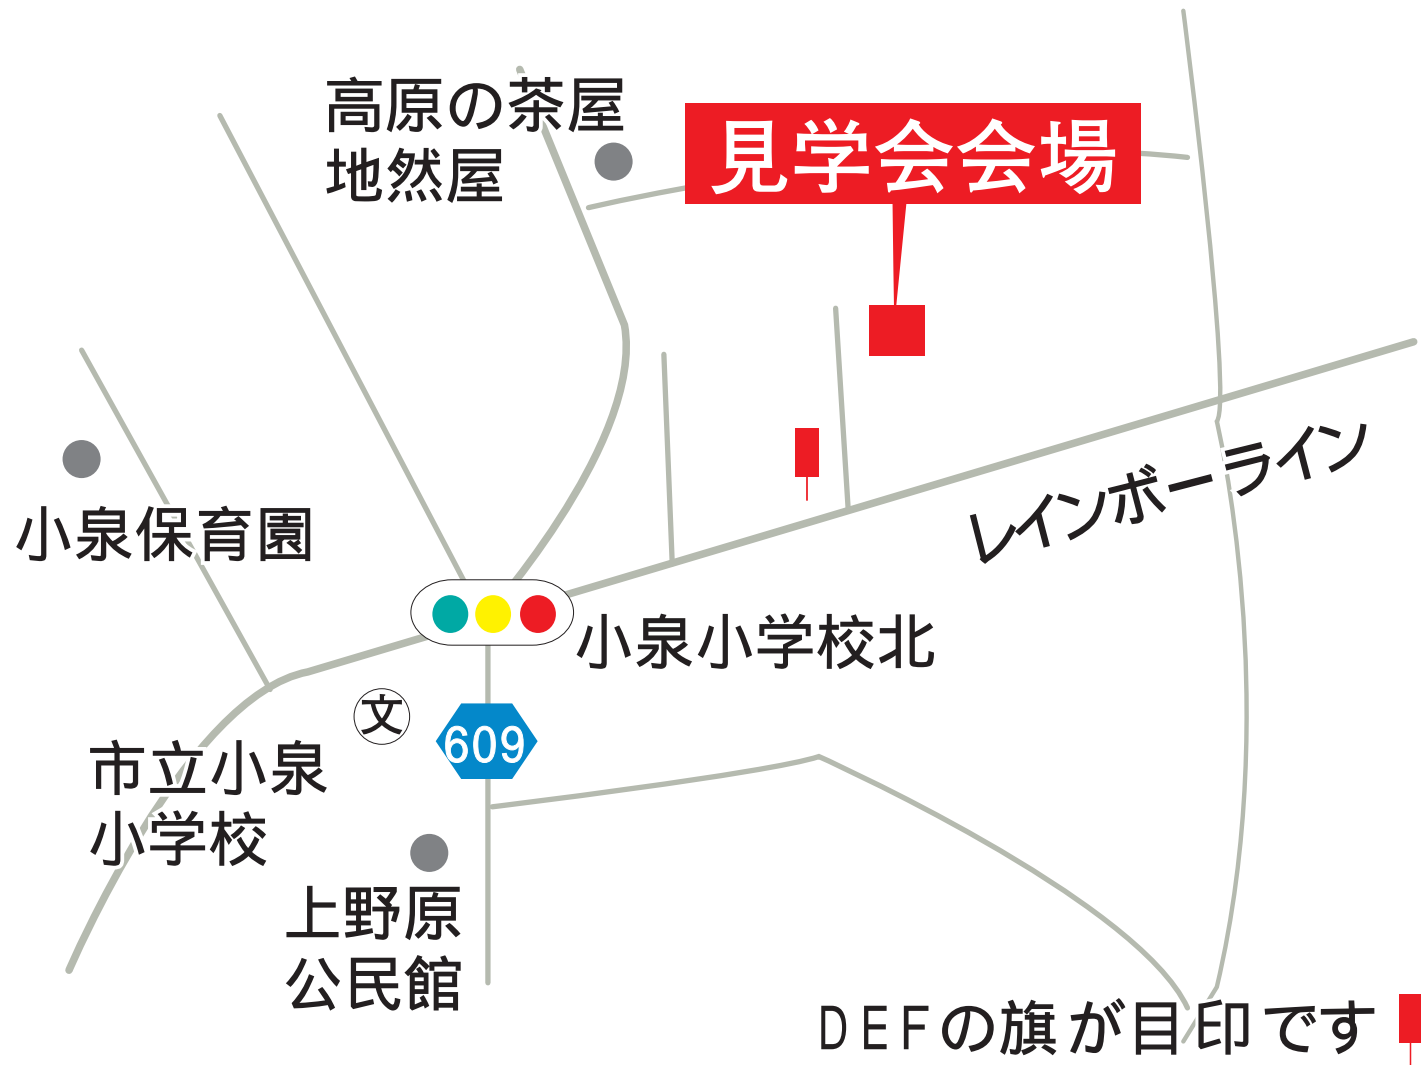 高原の茶屋
地然屋
見学会会場
レインボーライン
小泉保育園
小泉小学校北
文
609
市立小泉
小学校
上野原
公民館
DEFの旗が目印です